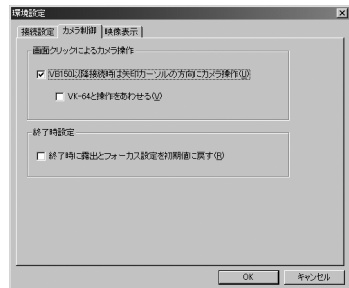 環境設定
接続設定 カメラ制御 映像表示
画面クリックによるカメラ操作
VB150以降接続時は矢印カーソルの方向にカメラ操作(U)
VK-64と操作をあわせる(V)
終了時設定
終了時に露出とフォーカス設定を初期値に戻す(R)
OK キャンセル